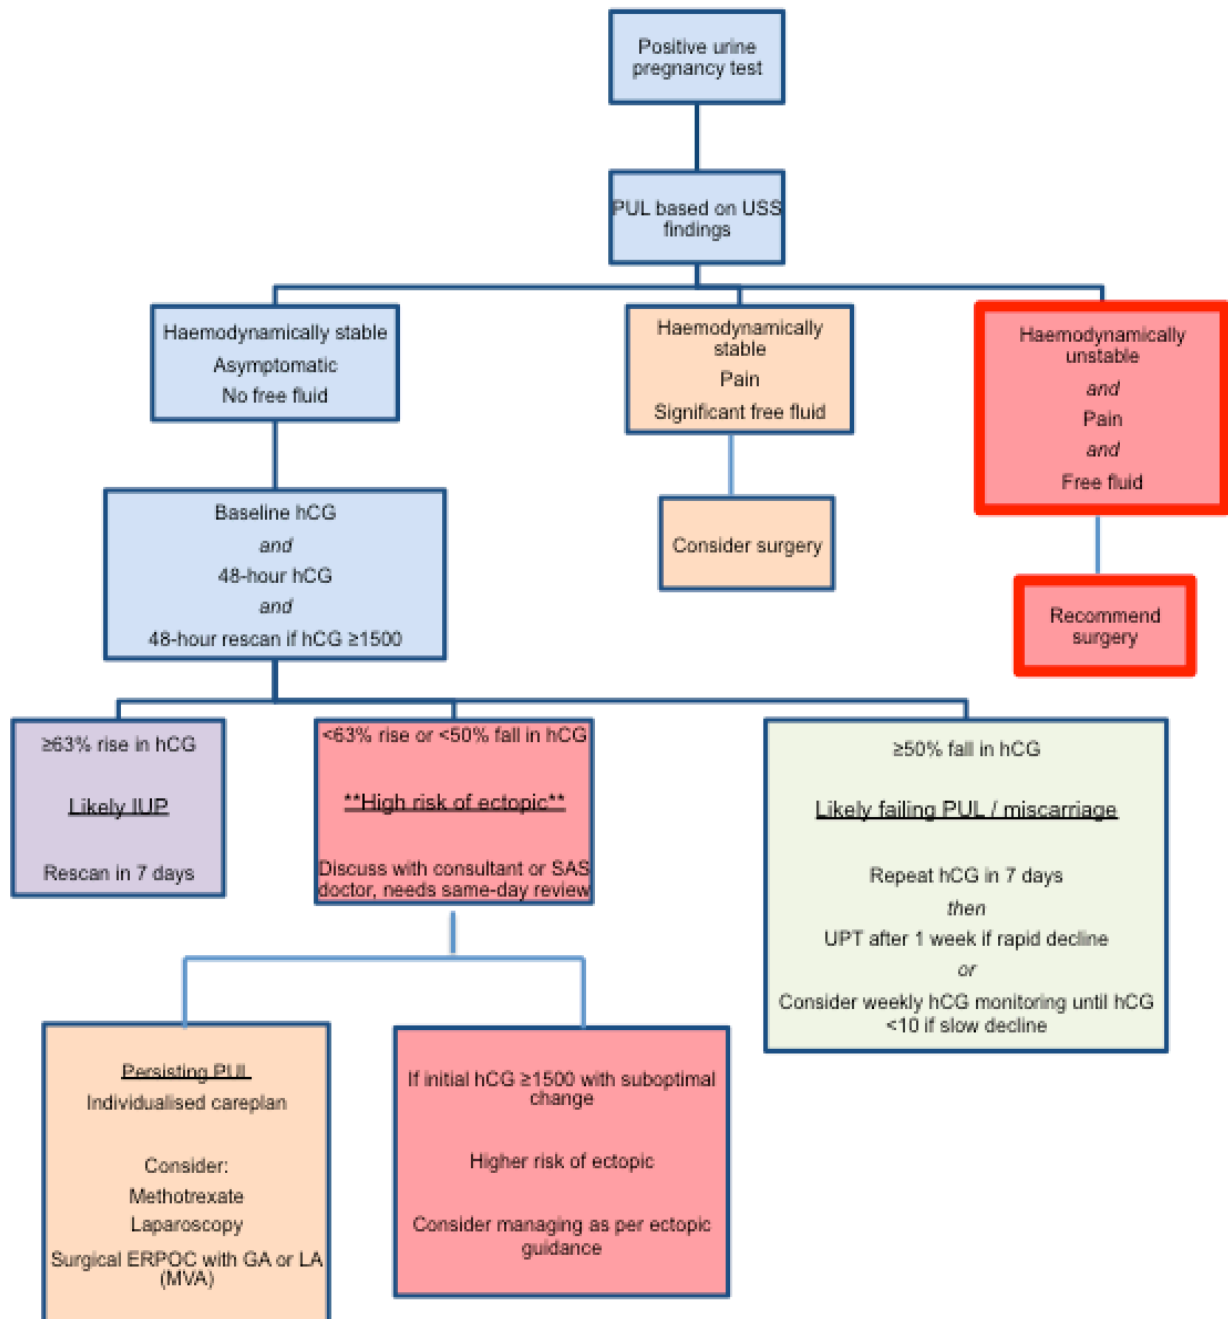 Positive urine
pregnancy test
PUL based on USS
findings
Haemodynamically stable
Asymptomatic
No free fluid
Haemodynamically
stable
Pain
Significant free fluid
Haemodynamically
unstable
and
Pain
and
Free fluid
Baseline hCG
and
48-hour hCG
and
48-hour rescan if hCG ≥1500
Consider surgery
Recommend
surgery
≥63% rise in hCG
Likely IUP
Rescan in 7 days
<63% rise or <50% fall in hCG
**High risk of ectopic**
Discuss with consultant or SAS
doctor, needs same-day review
≥50% fall in hCG
Likely failing PUL / miscarriage
Repeat hCG in 7 days
then
UPT after 1 week if rapid decline
or
Consider weekly hCG monitoring until hCG
<10 if slow decline
Persisting PUL
Individualised careplan
Consider:
Methotrexate
Laparoscopy
Surgical ERPOC with GA or LA
(MVA)
If initial hCG ≥1500 with suboptimal
change
Higher risk of ectopic
Consider managing as per ectopic
guidance